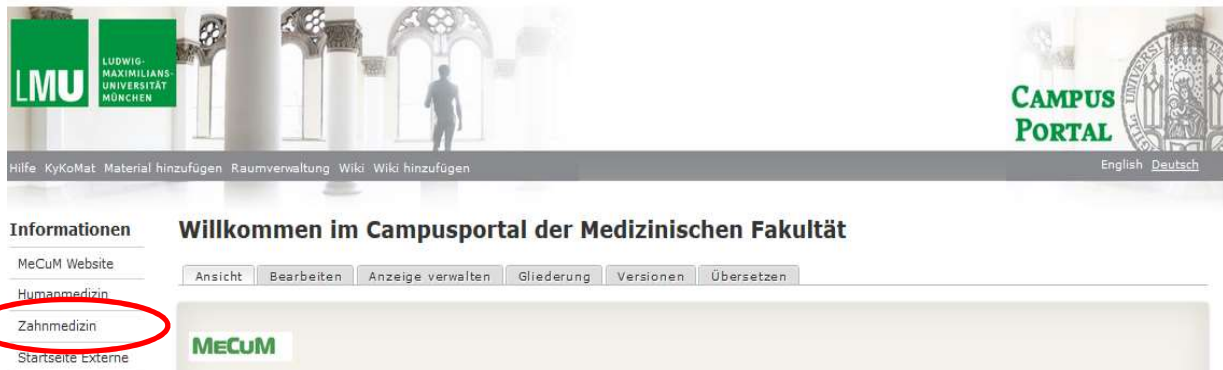 LMU
LUDWIG-
MAXIMILIANS-
UNIVERSITÄT
MÜNCHEN
CAMPUS
PORTAL
Hilfe KyKoMat Material hinzufügen Raumverwaltung Wiki Wiki hinzufügen
English Deutsch
Informationen
MeCuM Website
Humanmedizin
Zahnmedizin
Startseite Externe
Willkommen im Campusportal der Medizinischen Fakultät
Ansicht Bearbeiten Anzeige verwalten Gliederung Versionen Übersetzen
MECUM